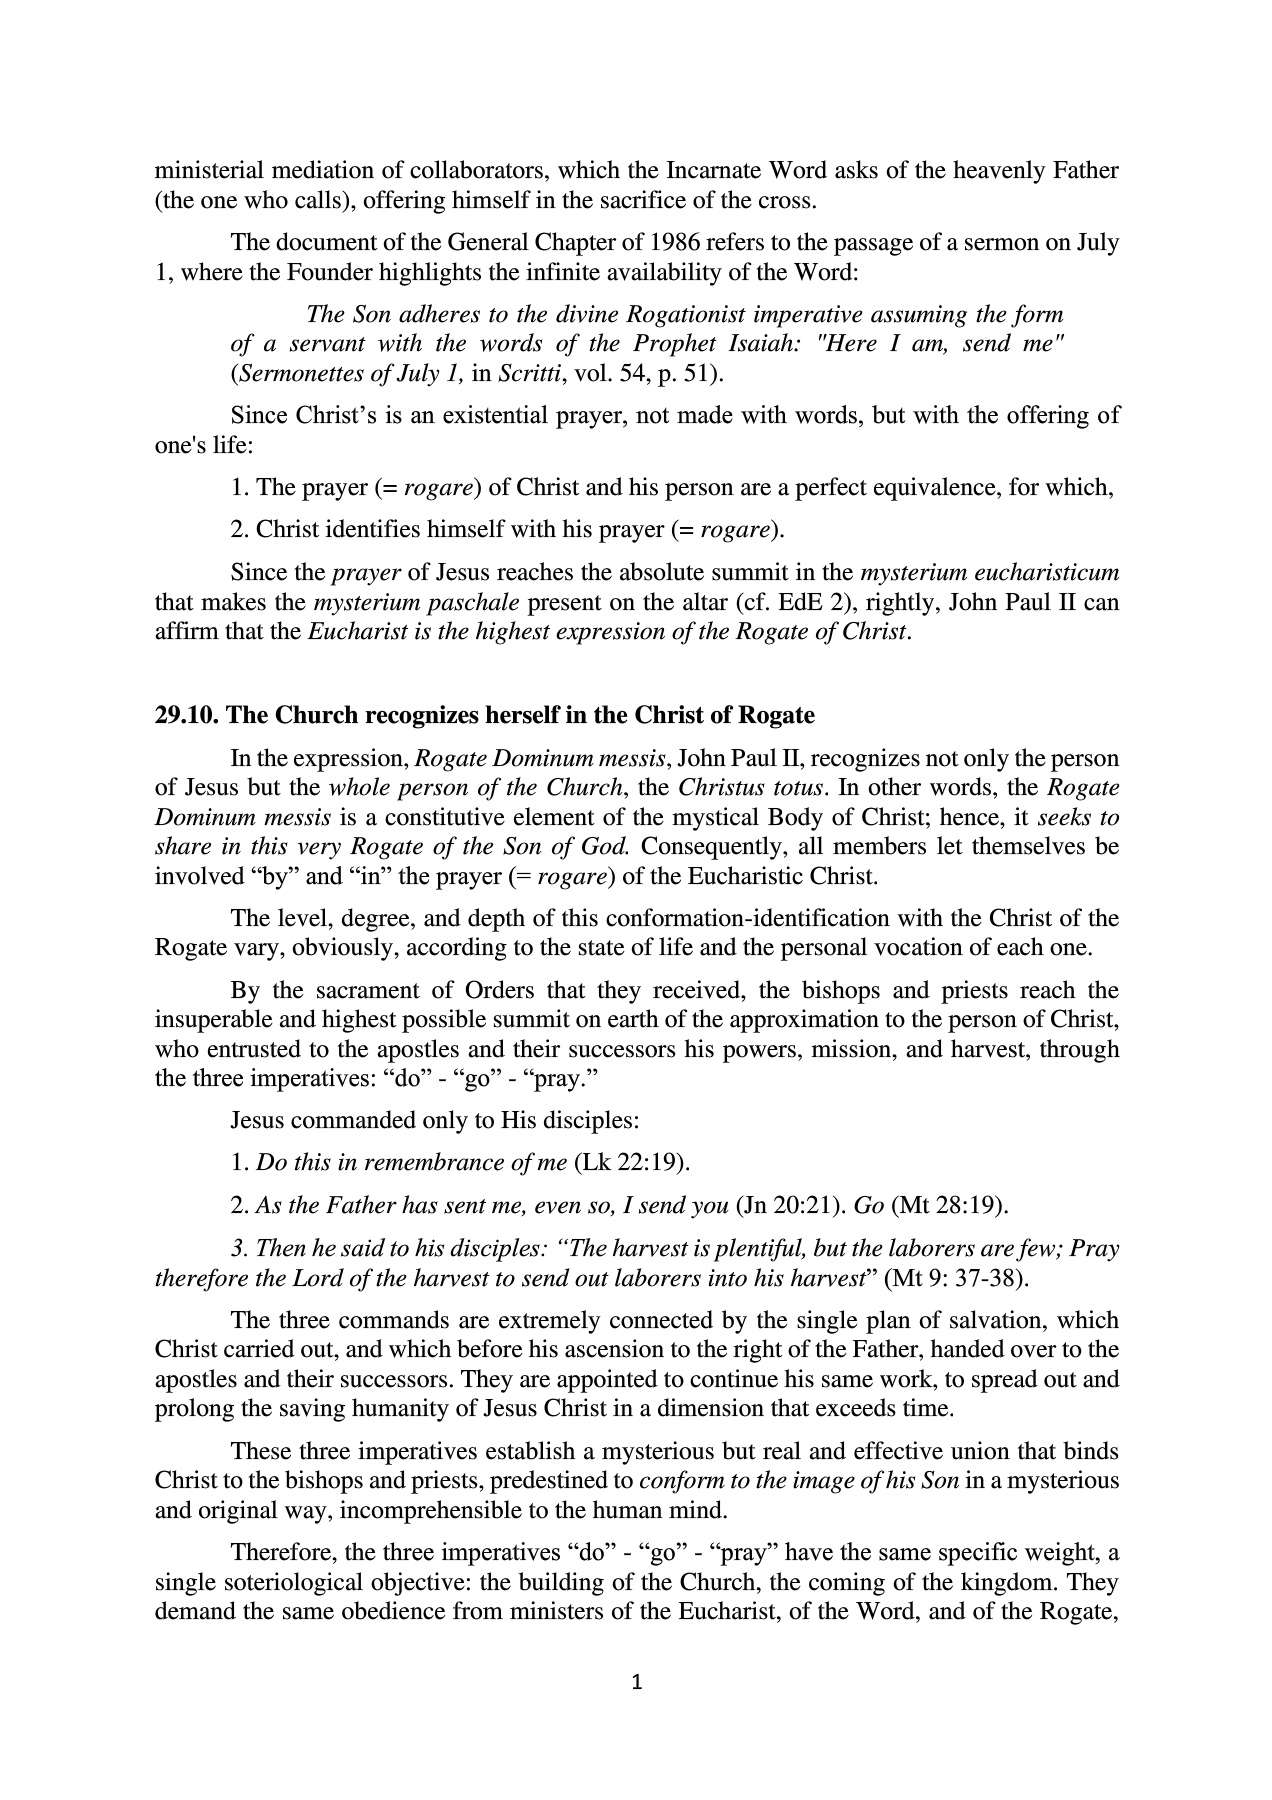 ministerial mediation of collaborators, which the Incarnate Word asks of the heavenly Father
(the one who calls), offering himself in the sacrifice of the cross.
The document of the General Chapter of 1986 refers to the passage of a sermon on July
1, where the Founder highlights the infinite availability of the Word:
The Son adheres to the divine Rogationist imperative assuming the form
of a servant with the words of the Prophet Isaiah: "Here I am, send me"
(Sermonettes of July 1, in Scritti, vol. 54, p. 51).
Since Christ’s is an existential prayer, not made with words, but with the offering of
one's life:
1. The prayer (= rogare) of Christ and his person are a perfect equivalence, for which,
2. Christ identifies himself with his prayer (= rogare).
Since the prayer of Jesus reaches the absolute summit in the mysterium eucharisticum
that makes the mysterium paschale present on the altar (cf. EdE 2), rightly, John Paul II can
affirm that the Eucharist is the highest expression of the Rogate of Christ.
29.10. The Church recognizes herself in the Christ of Rogate
In the expression, Rogate Dominum messis, John Paul II, recognizes not only the person
of Jesus but the whole person of the Church, the Christus totus. In other words, the Rogate
Dominum messis is a constitutive element of the mystical Body of Christ; hence, it seeks to
share in this very Rogate of the Son of God. Consequently, all members let themselves be
involved “by” and “in” the prayer (= rogare) of the Eucharistic Christ.
The level, degree, and depth of this conformation-identification with the Christ of the
Rogate vary, obviously, according to the state of life and the personal vocation of each one.
By the sacrament of Orders that they received, the bishops and priests reach the
insuperable and highest possible summit on earth of the approximation to the person of Christ,
who entrusted to the apostles and their successors his powers, mission, and harvest, through
the three imperatives: “do” - “go” - “pray.”
Jesus commanded only to His disciples:
1. Do this in remembrance of me (Lk 22:19).
2. As the Father has sent me, even so, I send you (Jn 20:21). Go (Mt 28:19).
3. Then he said to his disciples: “The harvest is plentiful, but the laborers are few; Pray
therefore the Lord of the harvest to send out laborers into his harvest” (Mt 9: 37-38).
The three commands are extremely connected by the single plan of salvation, which
Christ carried out, and which before his ascension to the right of the Father, handed over to the
apostles and their successors. They are appointed to continue his same work, to spread out and
prolong the saving humanity of Jesus Christ in a dimension that exceeds time.
These three imperatives establish a mysterious but real and effective union that binds
Christ to the bishops and priests, predestined to conform to the image of his Son in a mysterious
and original way, incomprehensible to the human mind.
Therefore, the three imperatives “do” - “go” - “pray” have the same specific weight, a
single soteriological objective: the building of the Church, the coming of the kingdom. They
demand the same obedience from ministers of the Eucharist, of the Word, and of the Rogate,
1